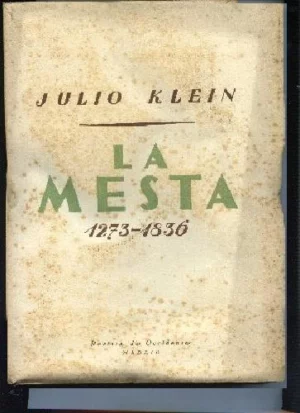 JULIO KLEIN
LA
MESTA
1273-1836
Revista de Occidente
MADRID